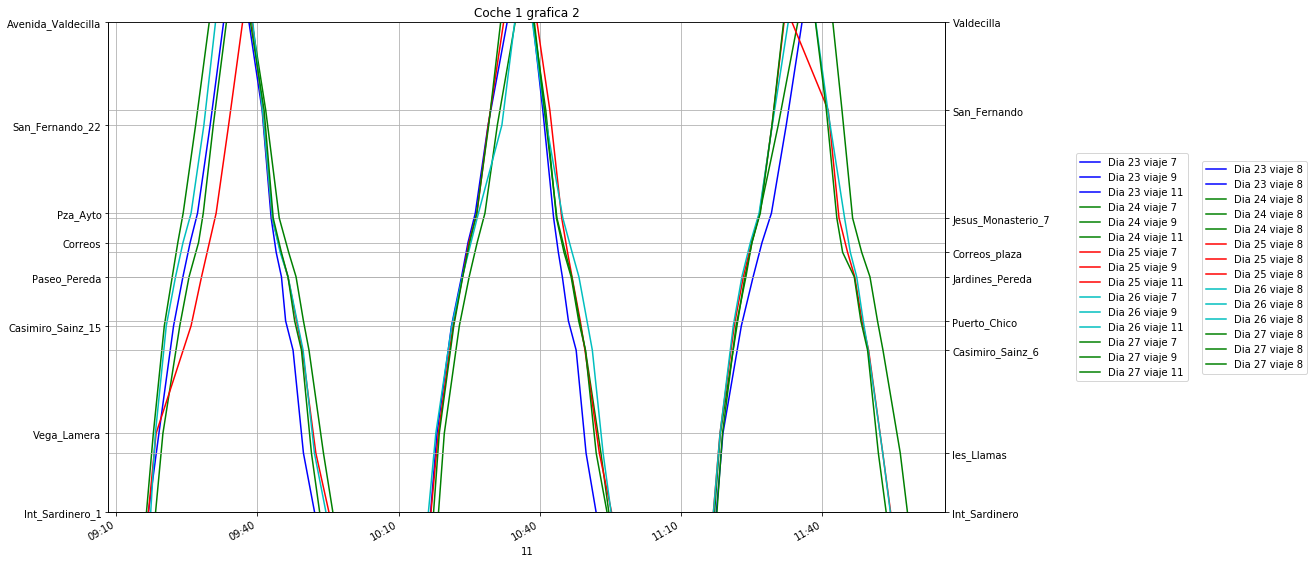 Coche 1 grafica 2
Avenida_Valdecilla
San_Fernando_22
Pza_Ayto
Correos
Paseo_Pereda
Casimiro_Sainz_15
Vega_Lamera
Int_Sardinero_1
Valdecilla
San_Fernando
Jesus_Monasterio_7
Correos_plaza
Jardines_Pereda
Puerto_Chico
Casimiro_Sainz_6
Ies_Llamas
Int_Sardinero
09:10
09:40
10:10
10:40
11:10
11:40
11
Dia 23 viaje 7
Dia 23 viaje 9
Dia 23 viaje 11
Dia 24 viaje 7
Dia 24 viaje 9
Dia 24 viaje 11
Dia 25 viaje 7
Dia 25 viaje 9
Dia 25 viaje 11
Dia 26 viaje 7
Dia 26 viaje 9
Dia 26 viaje 11
Dia 27 viaje 7
Dia 27 viaje 9
Dia 27 viaje 11
Dia 23 viaje 8
Dia 23 viaje 8
Dia 24 viaje 8
Dia 24 viaje 8
Dia 24 viaje 8
Dia 25 viaje 8
Dia 25 viaje 8
Dia 25 viaje 8
Dia 26 viaje 8
Dia 26 viaje 8
Dia 26 viaje 8
Dia 27 viaje 8
Dia 27 viaje 8
Dia 27 viaje 8